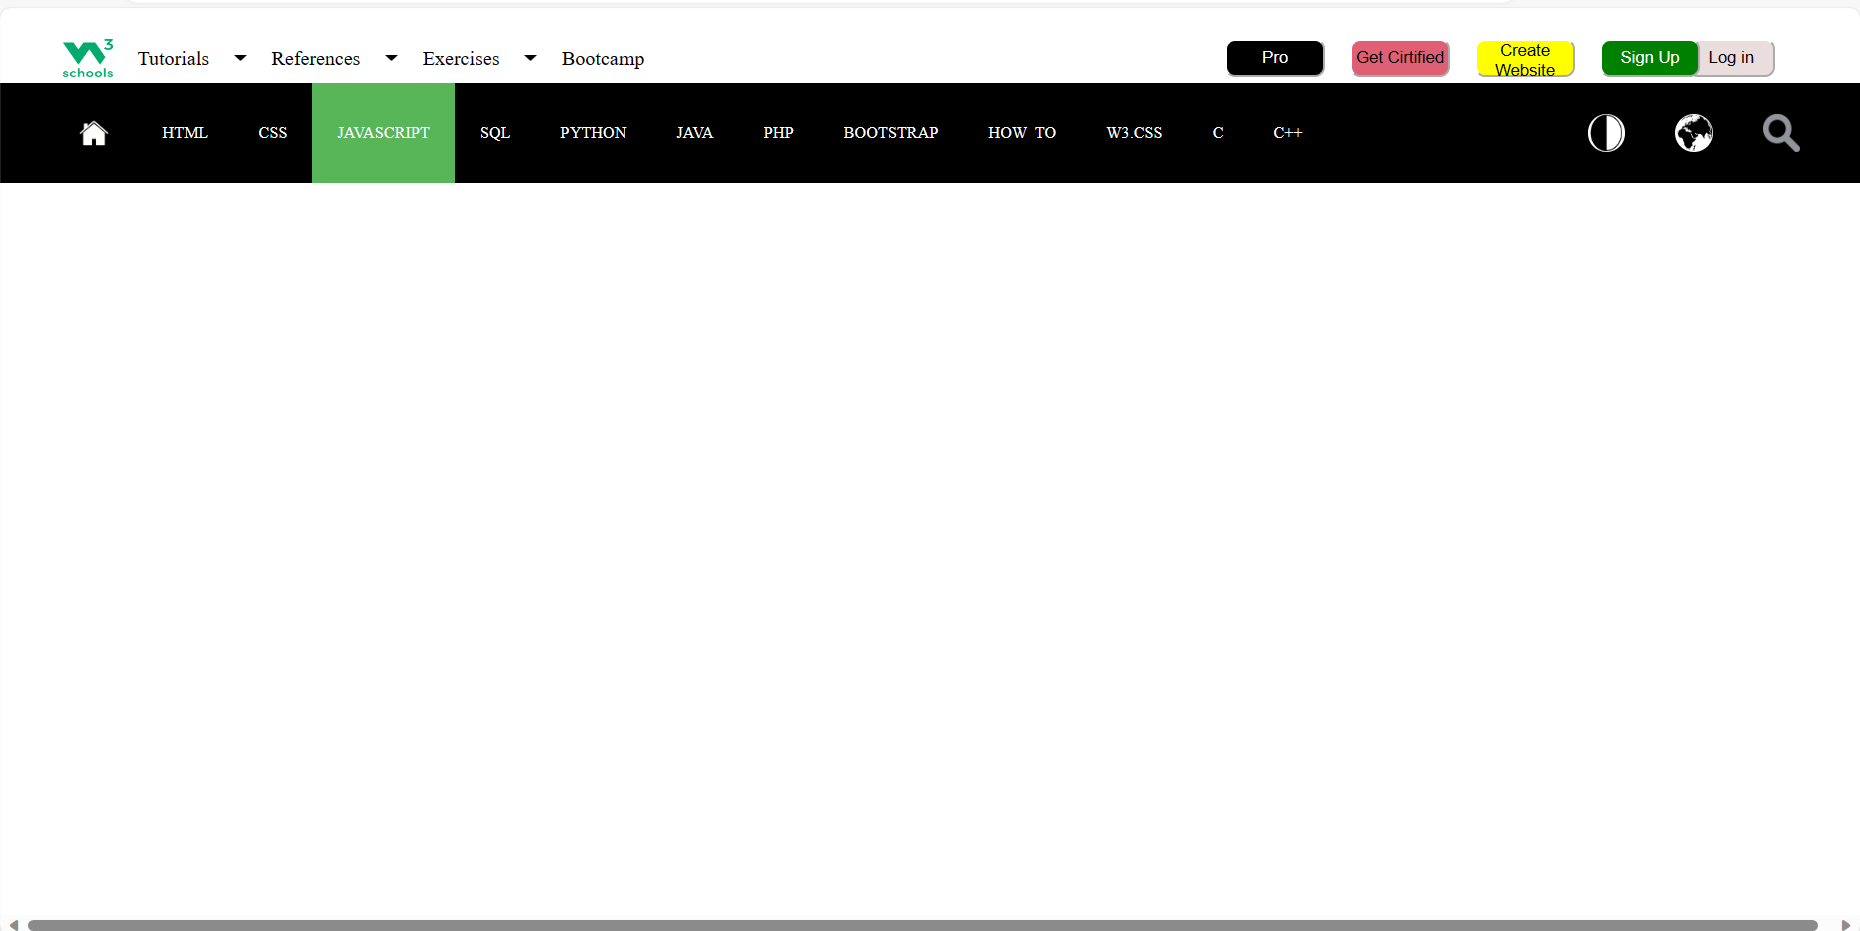 W3 schools Tutorials References Exercises Bootcamp Pro Get Cirtified Create Website Sign Up Log in
HTML CSS JAVASCRIPT SQL PYTHON JAVA PHP BOOTSTRAP HOW TO W3.CSS C C++